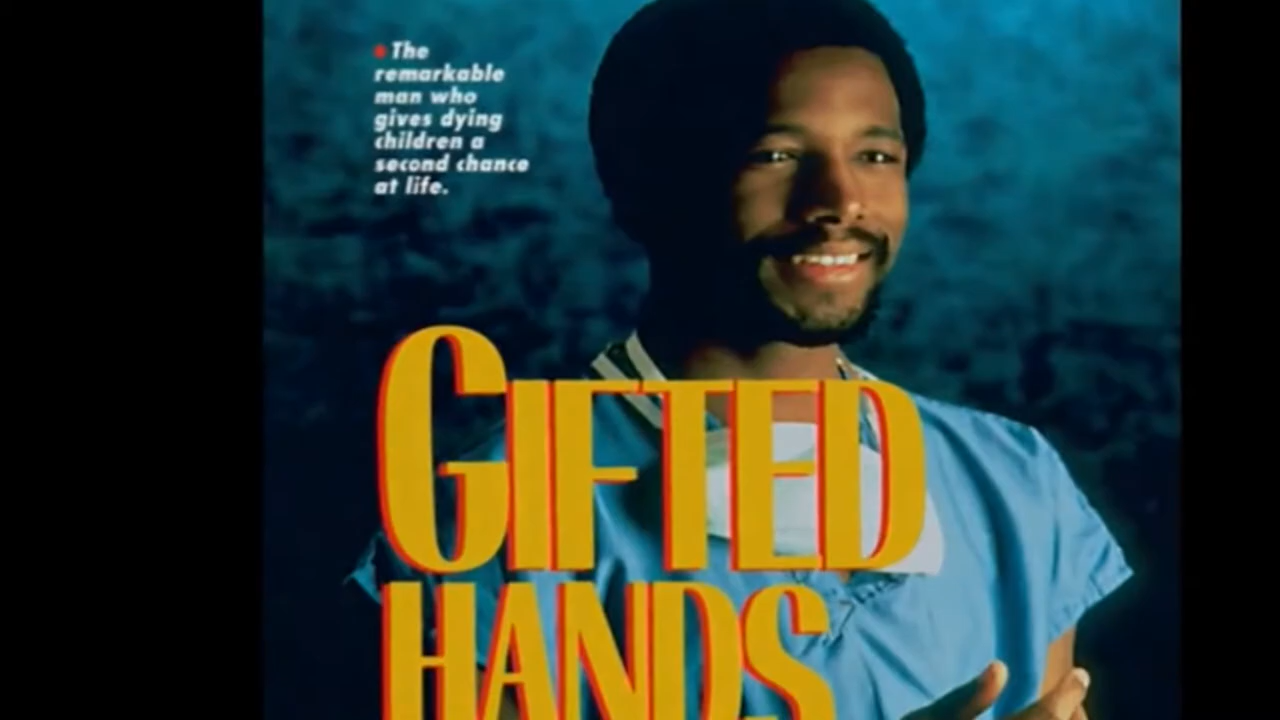 The
remarkable
man who
gives dying
children a
second chance
at life.
GIFTED
HANDS